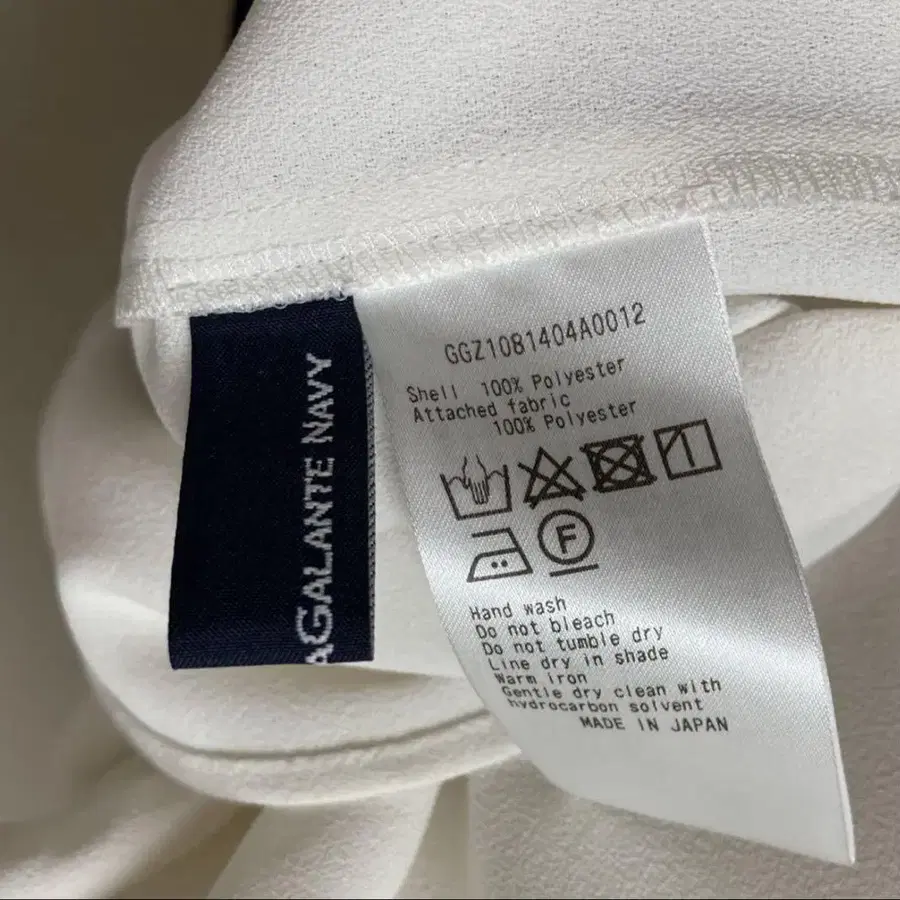 GALANTE NAVY
GGZ1081404A0012
Shell 100% Polyester
Attached fabric
100% Polyester
F
Hand wash
Do not bleach
Do not tumble dry
Line dry in shade
Warm iron
Gentle dry clean with
hydrocarbon solvent
MADE IN JAPAN